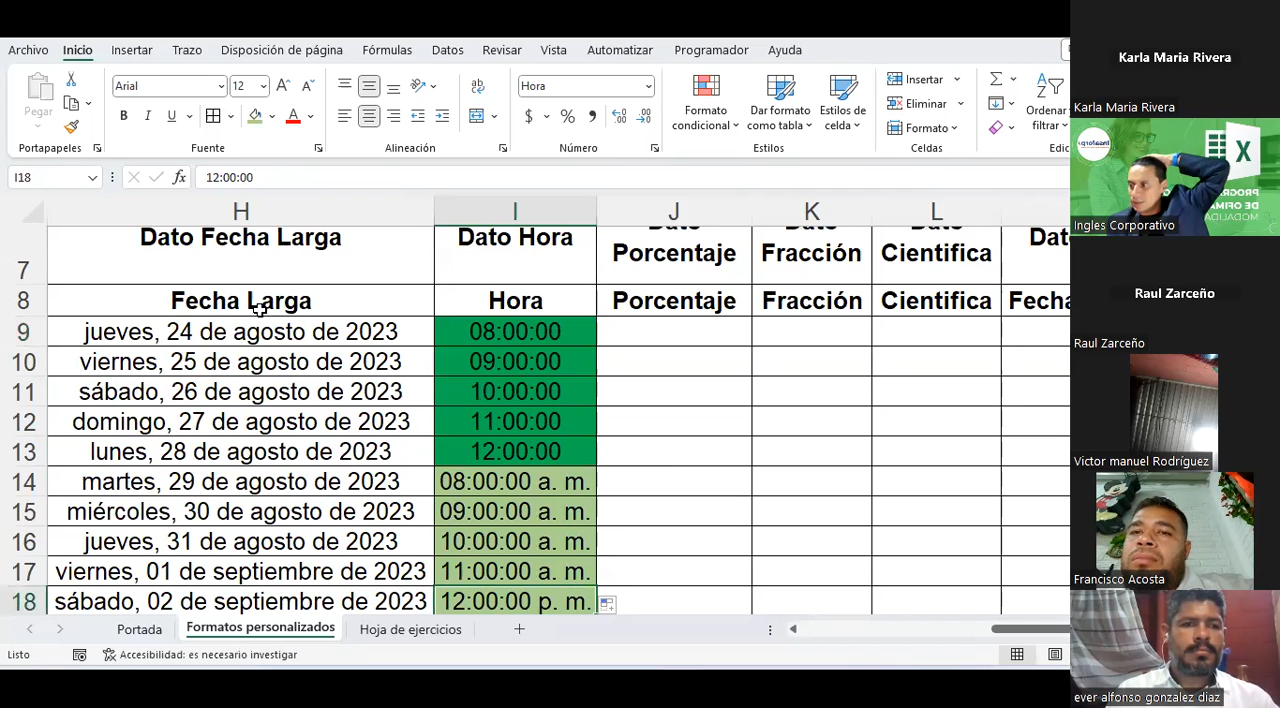 Archivo Inicio Insertar Trazo Disposición de página Fórmulas Datos Revisar Vista Automatizar Programador Ayuda
Pegar
Portapapeles
Arial 12
N K S
Fuente
Alineación
Hora
$ % 000
Número
Formato condicional
Dar formato como tabla
Estilos de celda
Estilos
Insertar
Eliminar
Formato
Celdas
Ordenar
filtrar
Edic
I18 fx 12:00:00
H I J K L
7 Dato Fecha Larga Dato Hora Dato Porcentaje Dato Fracción Dato Cientifica
8 Fecha Larga Hora Porcentaje Fracción Cientifica Fecha
9 jueves, 24 de agosto de 2023 08:00:00
10 viernes, 25 de agosto de 2023 09:00:00
11 sábado, 26 de agosto de 2023 10:00:00
12 domingo, 27 de agosto de 2023 11:00:00
13 lunes, 28 de agosto de 2023 12:00:00
14 martes, 29 de agosto de 2023 08:00:00 a. m.
15 miércoles, 30 de agosto de 2023 09:00:00 a. m.
16 jueves, 31 de agosto de 2023 10:00:00 a. m.
17 viernes, 01 de septiembre de 2023 11:00:00 a. m.
18 sábado, 02 de septiembre de 2023 12:00:00 p. m.
Portada Formatos personalizados Hoja de ejercicios
Listo Accesibilidad: es necesario investigar
Karla Maria Rivera
Karla Maria Rivera
Ingles Corporativo
Raul Zarceño
Raul Zarceño
Victor manuel Rodríguez
Francisco Acosta
ever alfonso gonzalez diaz